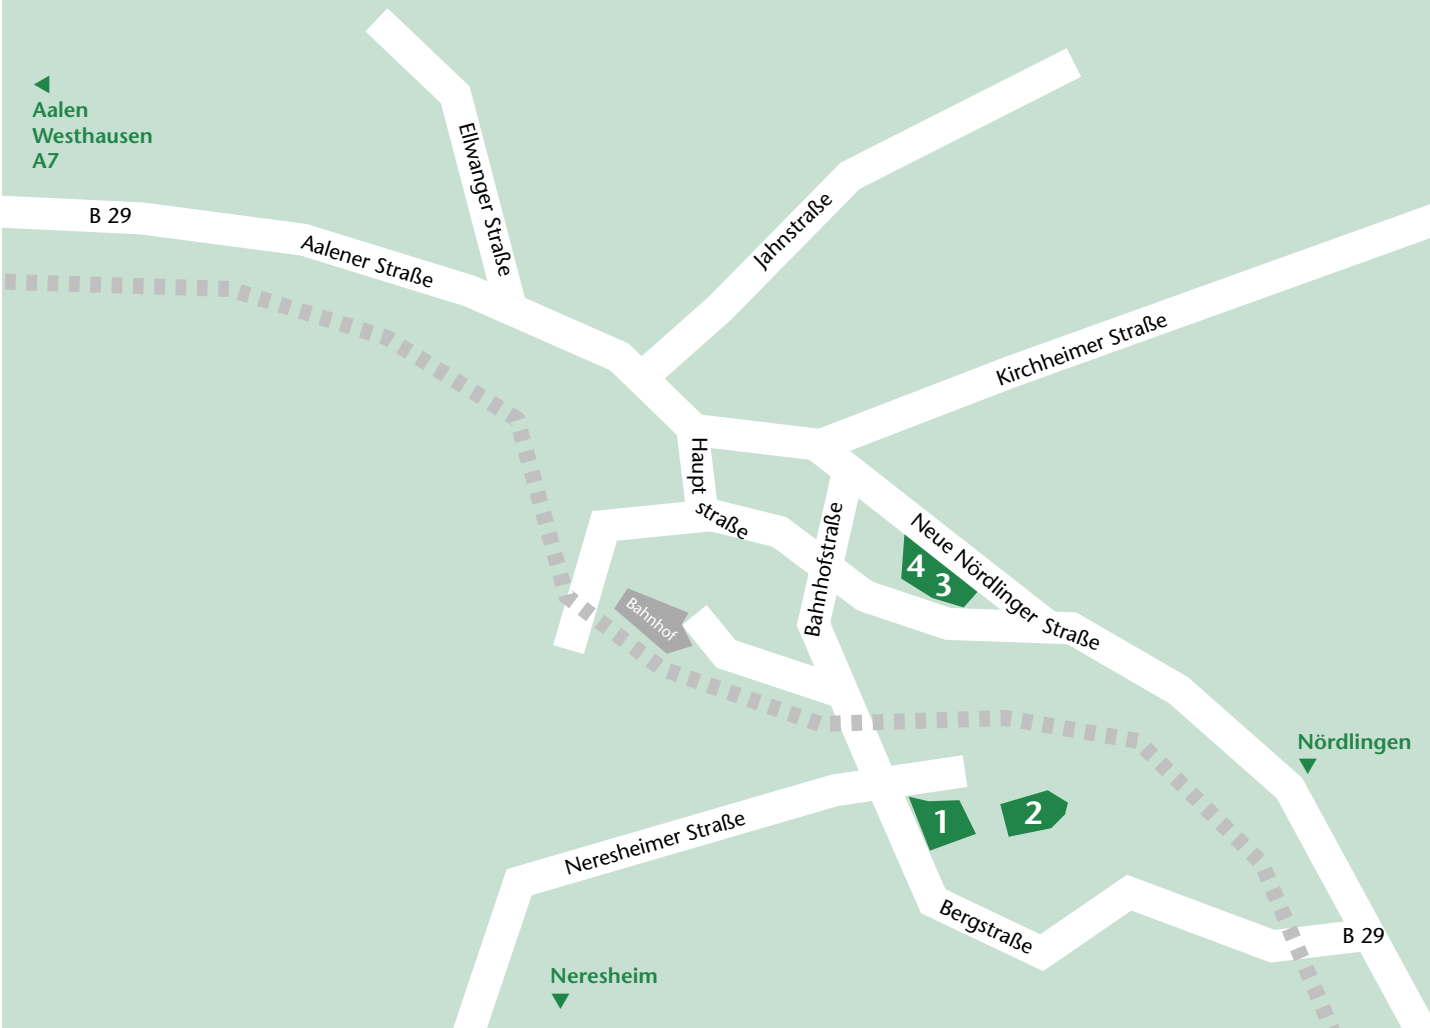 Aalen
Westhausen
A7
B 29
Aalener Straße
Ellwanger Straße
Jahnstraße
Kirchheimer Straße
Haupt
straße
Bahnhofstraße
Neue Nördlinger Straße
4
3
Bahnhof
Nördlingen
1
2
Neresheimer Straße
Bergstraße
B 29
Neresheim